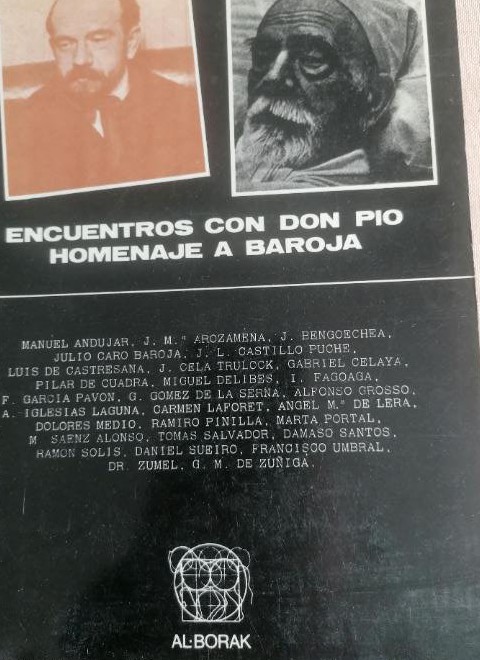 ENCUENTROS CON DON PIO
HOMENAJE A BAROJA
MANUEL ANDUJAR, J. M.ª AROZAMENA, J. BENGOECHEA,
JULIO CARO BAROJA, J. L. CASTILLO PUCHE,
LUIS DE CASTRESANA, J. CELA TRULOCK, GABRIEL CELAYA,
PILAR DE CUADRA, MIGUEL DELIBES, I. FAGOAGA,
F. GARCIA PAVON, G. GOMEZ DE LA SERNA, ALFONSO GROSSO,
A. IGLESIAS LAGUNA, CARMEN LAFORET, ANGEL M.ª DE LERA,
DOLORES MEDIO, RAMIRO PINILLA, MARTA PORTAL,
M. SAENZ ALONSO, TOMAS SALVADOR, DAMASO SANTOS,
RAMON SOLIS, DANIEL SUEIRO, FRANCISCO UMBRAL,
DR. ZUMEL, G. M. DE ZUÑIGA.
AL-BORAK